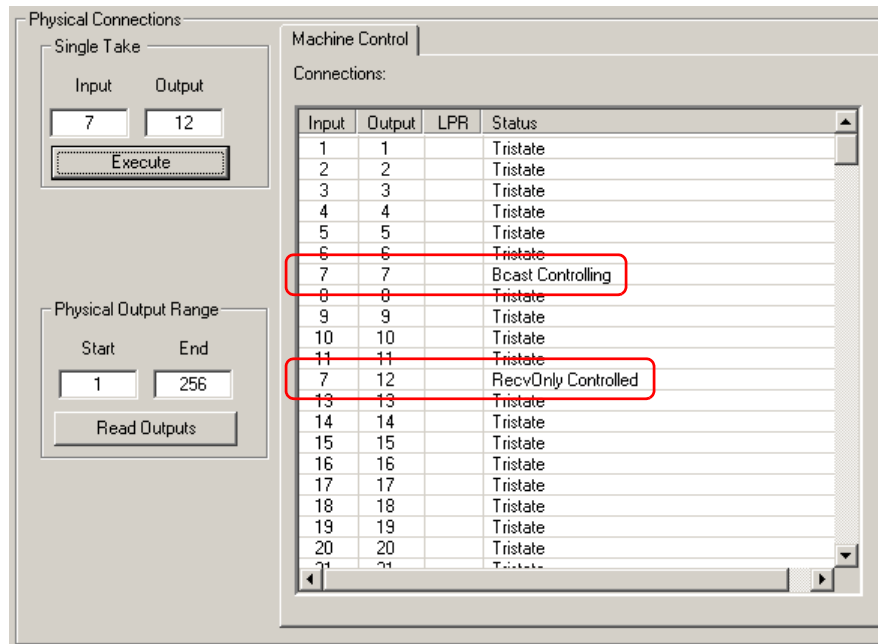 Physical Connections
Single Take
Input Output
7 12
Execute
Physical Output Range
Start End
1 256
Read Outputs
Machine Control
Connections:
Input Output LPR Status
1 1 Tristate
2 2 Tristate
3 3 Tristate
4 4 Tristate
5 5 Tristate
6 6 Tristate
7 7 Bcast Controlling
8 8 Tristate
9 9 Tristate
10 10 Tristate
11 11 Tristate
7 12 RecvOnly Controlled
13 13 Tristate
14 14 Tristate
15 15 Tristate
16 16 Tristate
17 17 Tristate
18 18 Tristate
19 19 Tristate
20 20 Tristate
21 21 Tristate